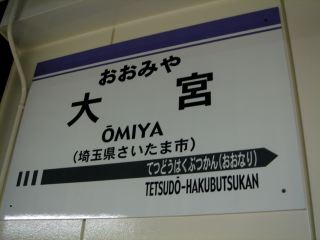 おおみや
大宮
ŌMIYA
(埼玉県さいたま市)
てつどうはくぶつかん(おおなり)
TETSUDŌ-HAKUBUTSUKAN